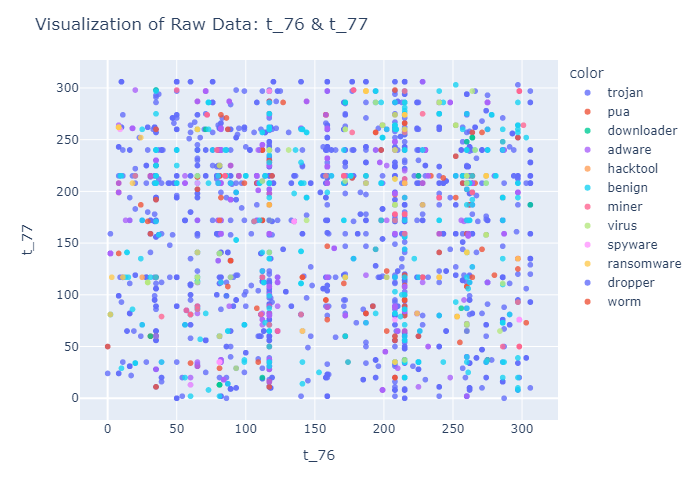 Visualization of Raw Data: t_76 & t_77
color
trojan
pua
downloader
adware
hacktool
benign
miner
virus
spyware
ransomware
dropper
worm
t_77
300
250
200
150
100
50
0
0 50 100 150 200 250 300
t_76